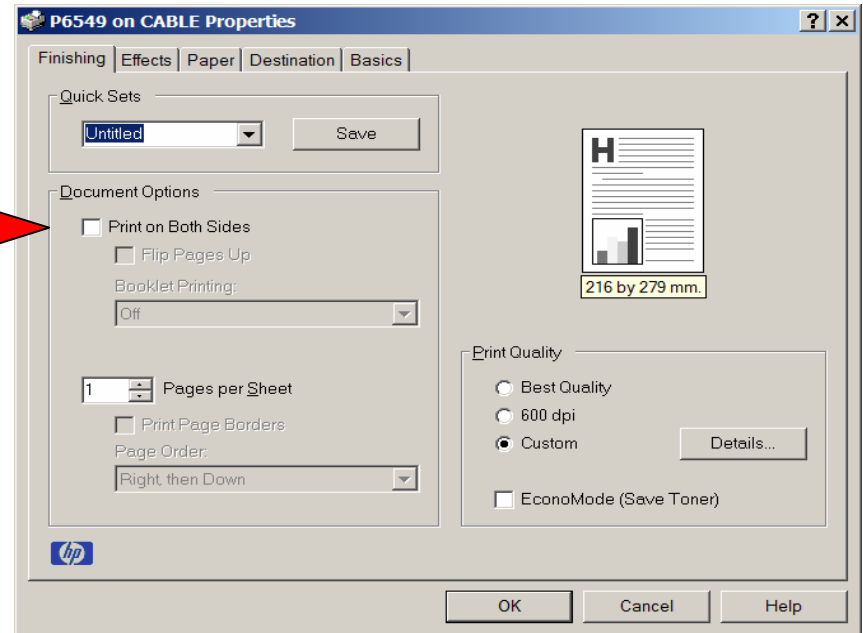 P6549 on CABLE Properties
Finishing Effects Paper Destination Basics
Quick Sets
Untitled Save
Document Options
Print on Both Sides
Flip Pages Up
Booklet Printing:
Off
1 Pages per Sheet
Print Page Borders
Page Order:
Right, then Down
H
216 by 279 mm.
Print Quality
Best Quality
600 dpi
Custom Details...
EconoMode (Save Toner)
hp
OK Cancel Help